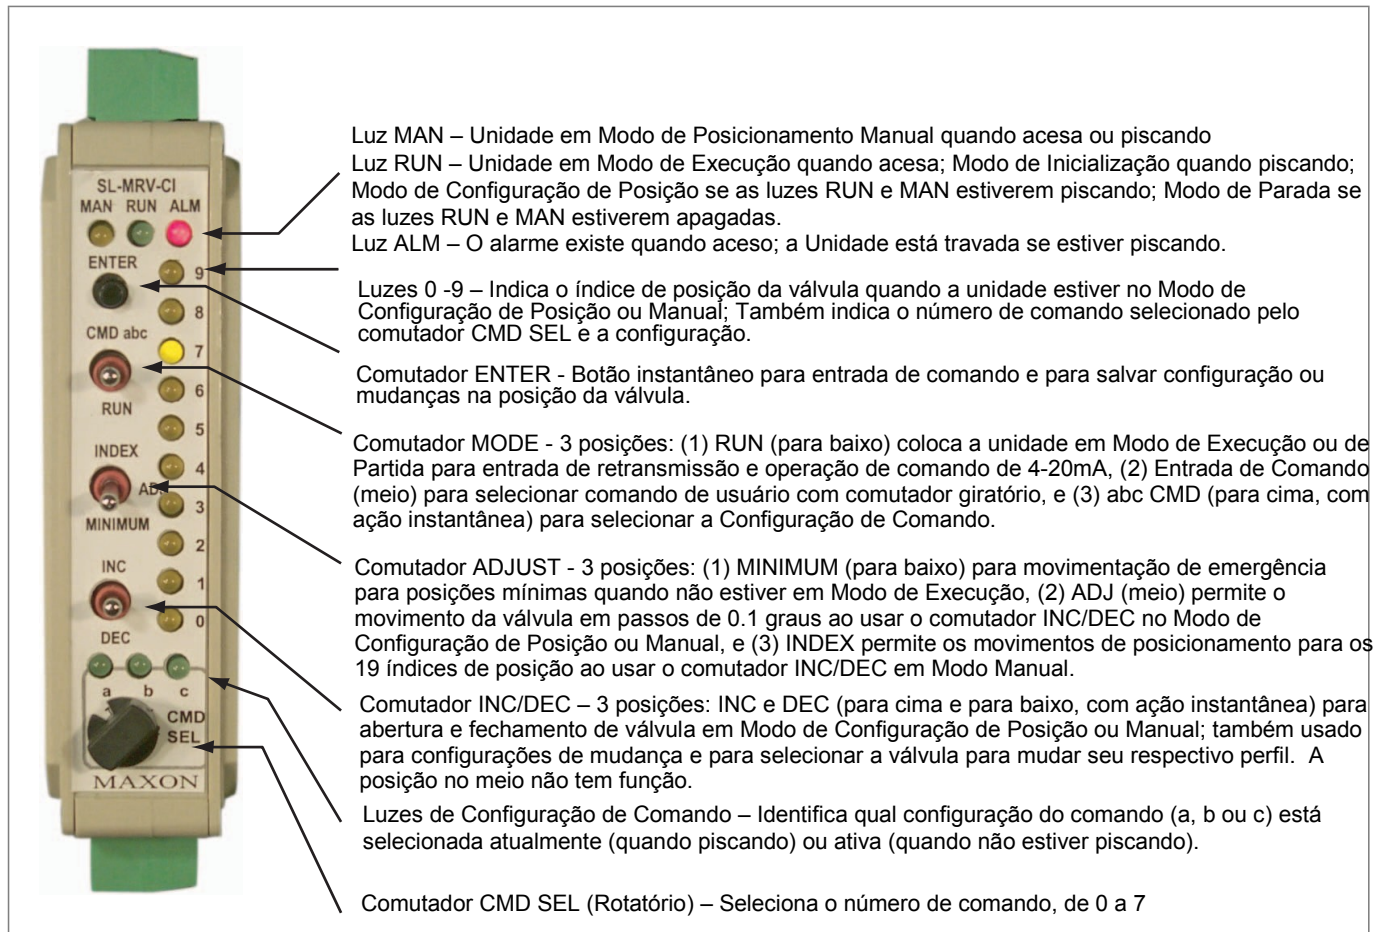 SL-MRV-CI
MAN RUN ALM
ENTER
9
8
CMD abc
7
6
RUN
5
INDEX
4
AD
3
MINIMUM
2
INC
1
0
DEC
a b c
CMD
SEL
MAXON
Luz MAN – Unidade em Modo de Posicionamento Manual quando acesa ou piscando
Luz RUN – Unidade em Modo de Execução quando acesa; Modo de Inicialização quando piscando;
Modo de Configuração de Posição se as luzes RUN e MAN estiverem piscando; Modo de Parada se
as luzes RUN e MAN estiverem apagadas.
Luz ALM – O alarme existe quando aceso; a Unidade está travada se estiver piscando.
Luzes 0 -9 – Indica o índice de posição da válvula quando a unidade estiver no Modo de
Configuração de Posição ou Manual; Também indica o número de comando selecionado pelo
comutador CMD SEL e a configuração.
Comutador ENTER - Botão instantâneo para entrada de comando e para salvar configuração ou
mudanças na posição da válvula.
Comutador MODE - 3 posições: (1) RUN (para baixo) coloca a unidade em Modo de Execução ou de
Partida para entrada de retransmissão e operação de comando de 4-20mA, (2) Entrada de Comando
(meio) para selecionar comando de usuário com comutador giratório, e (3) abc CMD (para cima, com
ação instantânea) para selecionar a Configuração de Comando.
Comutador ADJUST - 3 posições: (1) MINIMUM (para baixo) para movimentação de emergência
para posições mínimas quando não estiver em Modo de Execução, (2) ADJ (meio) permite o
movimento da válvula em passos de 0.1 graus ao usar o comutador INC/DEC no Modo de
Configuração de Posição ou Manual, e (3) INDEX permite os movimentos de posicionamento para os
19 índices de posição ao usar o comutador INC/DEC em Modo Manual.
Comutador INC/DEC – 3 posições: INC e DEC (para cima e para baixo, com ação instantânea) para
abertura e fechamento de válvula em Modo de Configuração de Posição ou Manual; também usado
para configurações de mudança e para selecionar a válvula para mudar seu respectivo perfil. A
posição no meio não tem função.
Luzes de Configuração de Comando – Identifica qual configuração do comando (a, b ou c) está
selecionada atualmente (quando piscando) ou ativa (quando não estiver piscando).
Comutador CMD SEL (Rotatório) – Seleciona o número de comando, de 0 a 7